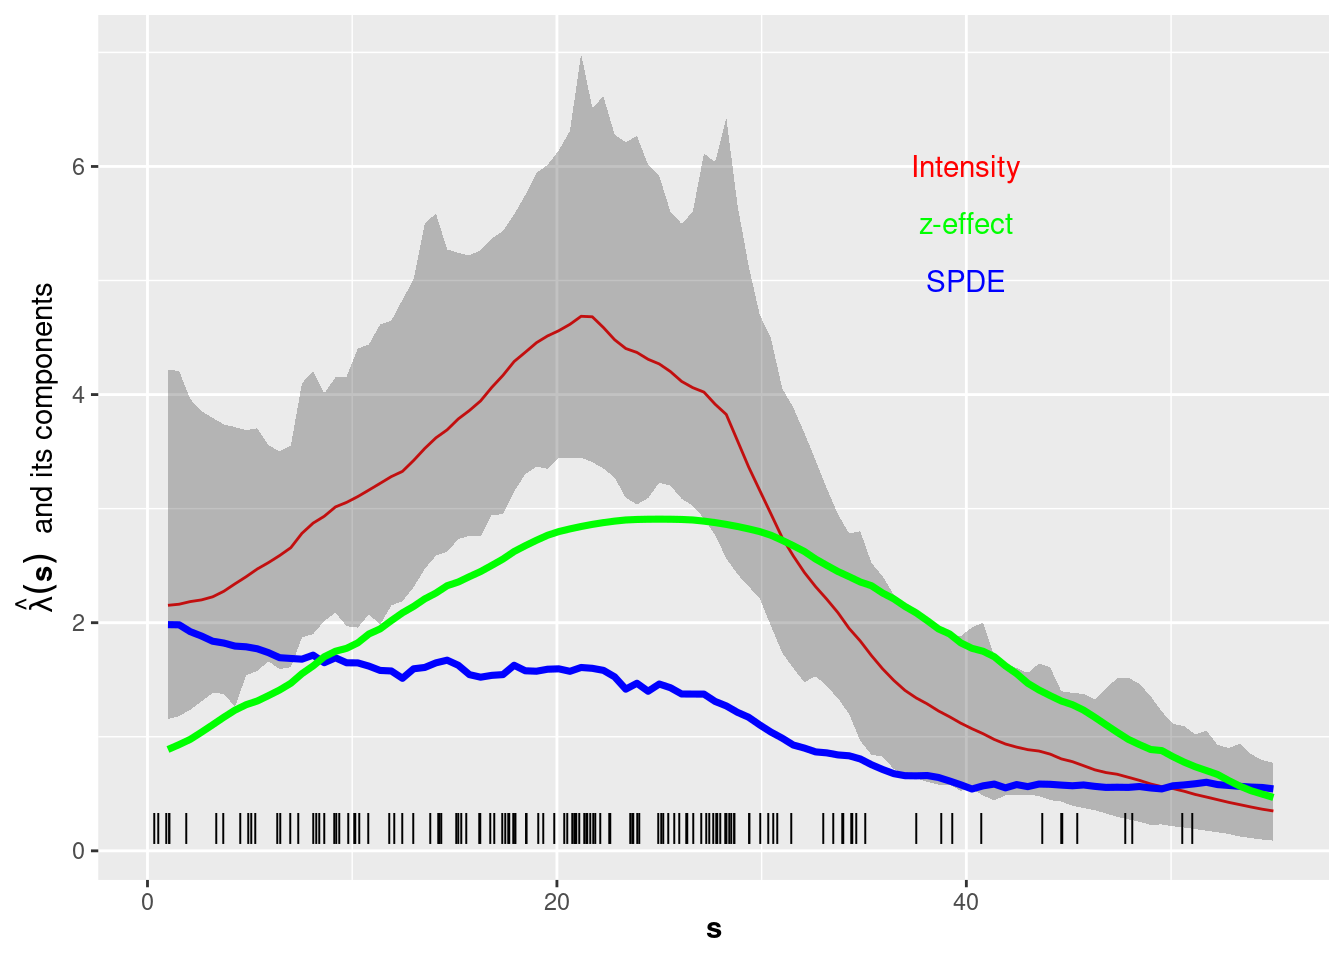 Intensity
z-effect
SPDE
6
4
2
0
λ̂(s) and its components
0 20 40
s